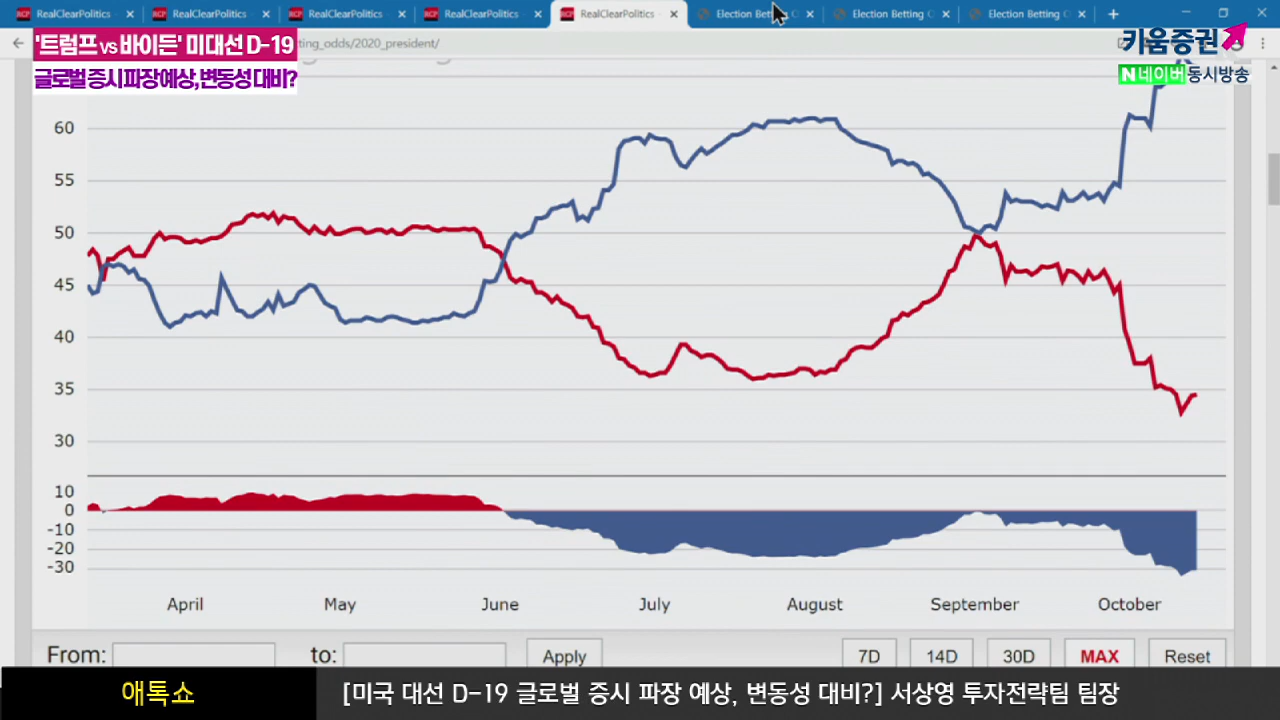 RealClearPolitics
RealClearPolitics
RealClearPolitics
RealClearPolitics
RealClearPolitics
Election Betting
Election Betting O
Election Betting O
ting_odds/2020_president/
'트럼프 vs 바이든' 미대선 D-19
글로벌 증시 파장 예상, 변동성 대비?
키움증권
N 네이버 동시방송
60
55
50
45
40
35
30
10
0
-10
-20
-30
April
May
June
July
August
September
October
From:
to:
Apply
7D
14D
30D
MAX
Reset
애톡쇼
[미국 대선 D-19 글로벌 증시 파장 예상, 변동성 대비?] 서상영 투자전략팀 팀장